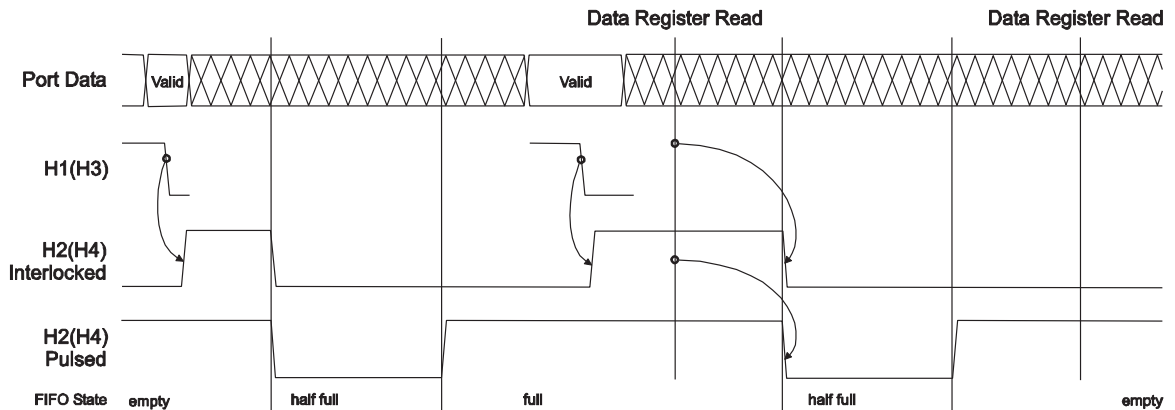 Data Register Read Data Register Read
Port Data Valid Valid
H1(H3)
H2(H4)
Interlocked
H2(H4)
Pulsed
FIFO State empty half full full half full empty